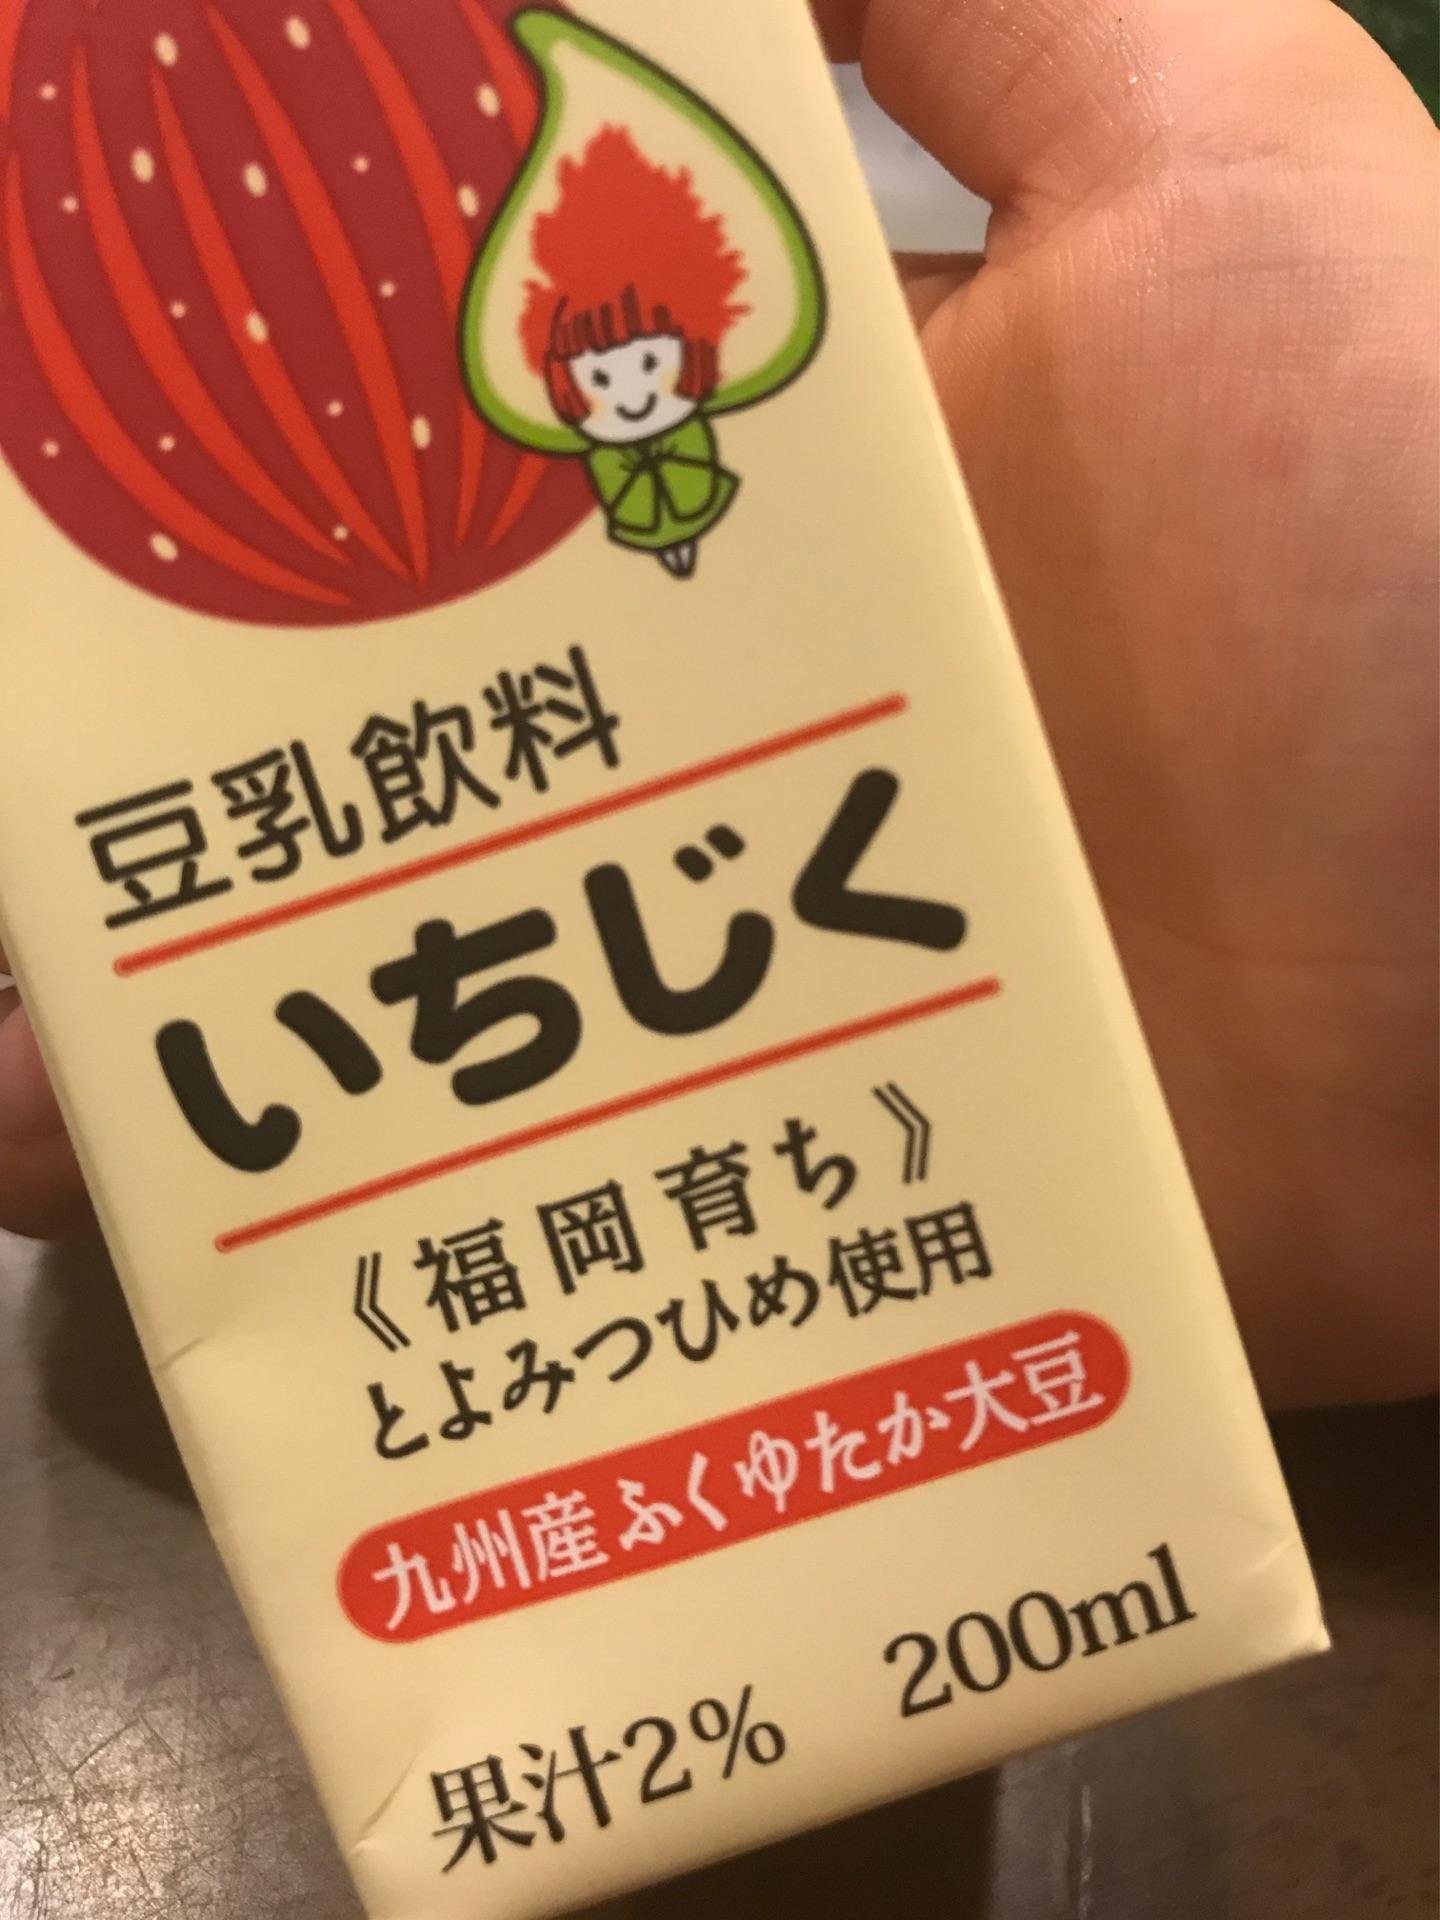 豆乳飲料
いちじく
《福岡育ち》
とよみつひめ使用
九州産ふくゆたか大豆
果汁2% 200ml